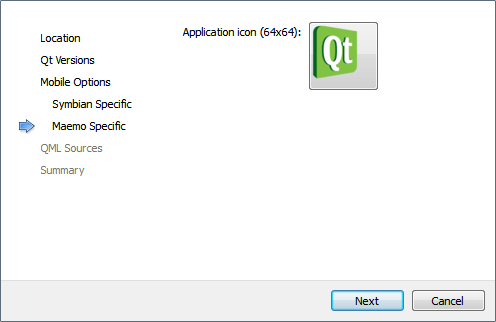 Location
Qt Versions
Mobile Options
Symbian Specific
Maemo Specific
QML Sources
Summary
Application icon (64x64):
Qt
Next
Cancel